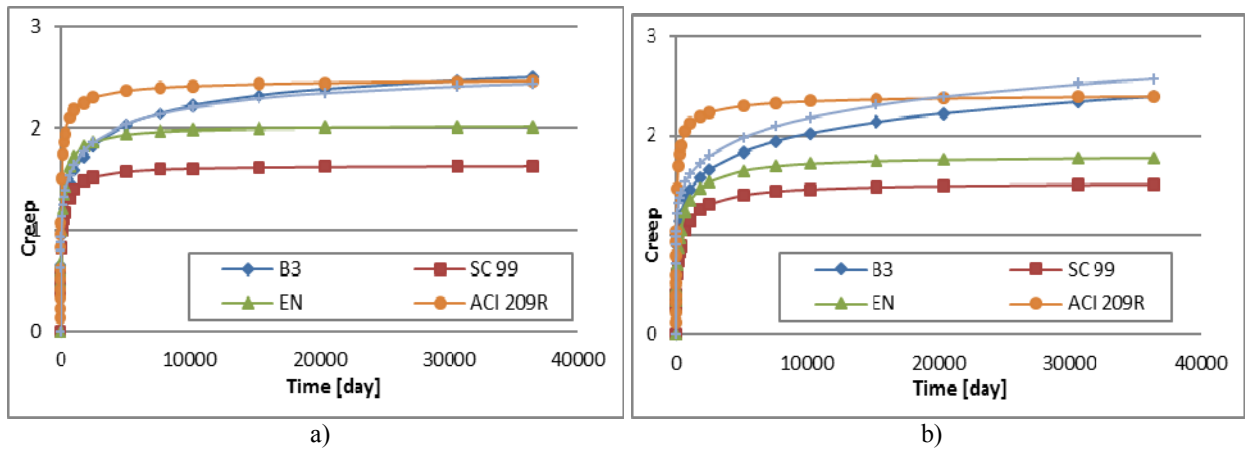 3
2
1
0
Creep
B3
SC 99
EN
ACI 209R
0
10000
20000
30000
40000
Time [day]
a)
3
2
1
0
Creep
B3
SC 99
EN
ACI 209R
0
10000
20000
30000
40000
Time [day]
b)